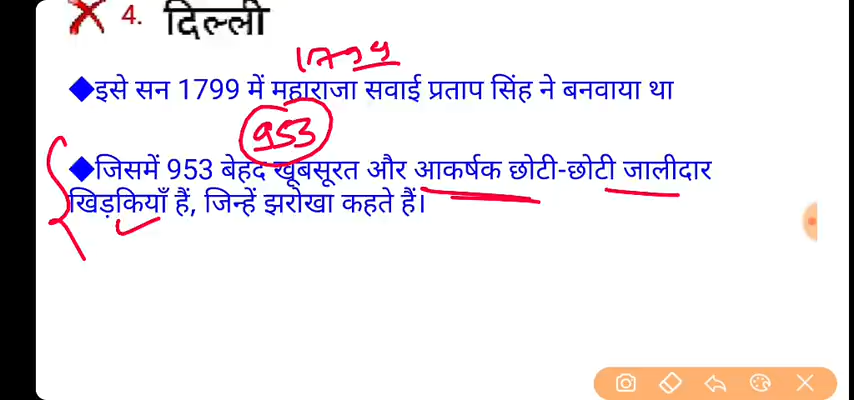 4. दिल्ली
1799
◆इसे सन 1799 में महाराजा सवाई प्रताप सिंह ने बनवाया था
953
◆जिसमें 953 बेहद खूबसूरत और आकर्षक छोटी-छोटी जालीदार
खिड़कियाँ हैं, जिन्हें झरोखा कहते हैं।